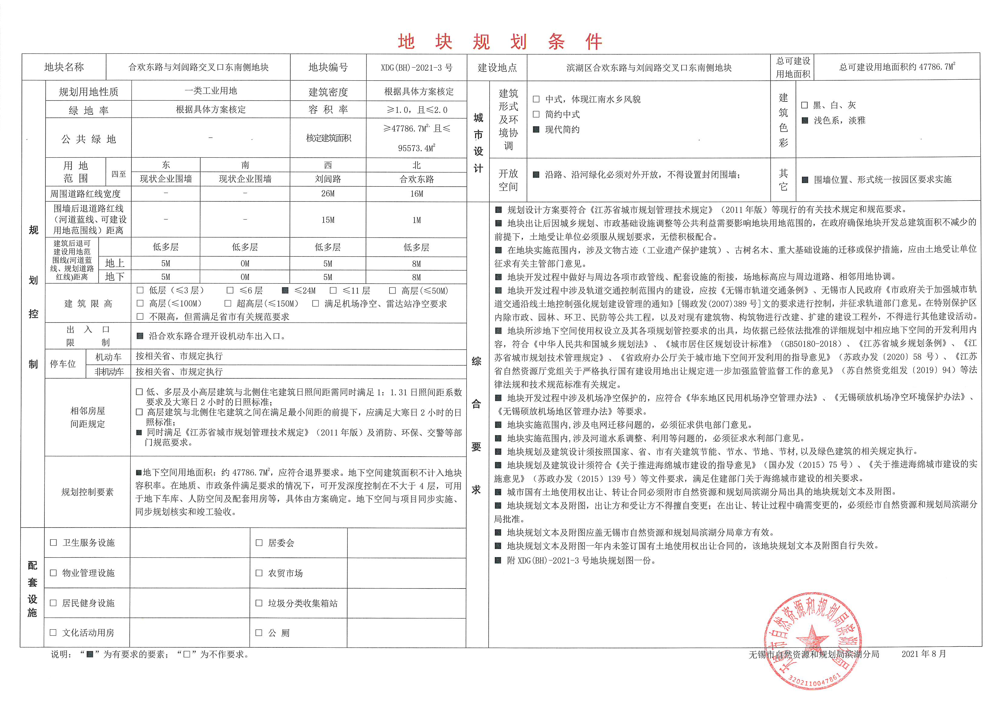 地块规划条件
地块名称 合欢东路与刘闾路交叉口东南侧地块 地块编号 XDG(BH)-2021-3 号 建设地点 滨湖区合欢东路与刘闾路交叉口东南侧地块 总可建设用地面积 总可建设用地面积约 47786.7M²
规划控制
规划用地性质 一类工业用地 建筑密度 根据具体方案核定
绿地率 根据具体方案核定 容积率 ≥1.0，且≤2.0
公共绿地 － 核定建筑面积 ≥47786.7M²，且≤
95573.4M²
用地范围 四至 东 南 西 北
现状企业围墙 现状企业围墙 刘闾路 合欢东路
周围道路红线宽度 － － 26M 16M
围墙后退道路红线
（河道蓝线、可建设
用地范围线）距离 － － 15M 1M
建筑后退可
建设用地范
围线(河道蓝
线、规划道路
红线)距离
低多层 低多层 低多层 低多层
地上 5M 0M 5M 8M
地下 5M 0M 5M 8M
建筑限高
□ 低层（≤3 层） □ ≤6 层 ■ ≤24M □ ≤11 层 □ 高层(≤50M)
□ 高层(≤100M) □ 超高层(≤150M) □ 满足机场净空、雷达站净空要求
□ 不限高，但需满足省市有关规范要求
出入口
限制
■ 沿合欢东路合理开设机动车出入口。
停车位 机动车 按相关省、市规定执行
非机动车 按相关省、市规定执行
相邻房屋
间距规定
□ 低、多层及小高层建筑与北侧住宅建筑日照间距需同时满足 1：1.31 日照间距系数
要求及大寒日 2 小时的日照标准；
□ 高层建筑与北侧住宅建筑之间在满足最小间距的前提下，应满足大寒日 2 小时的日
照标准；
■ 同时满足《江苏省城市规划管理技术规定》（2011 年版）及消防、环保、交警等部
门规范要求。
规划控制要素
■地下空间用地面积：约 47786.7M²，应符合退界要求。地下空间建筑面积不计入地块
容积率。在地质、市政条件满足要求的情况下，可开发深度控制在不大于 4 层，可用
于地下车库、人防空间及配套用房等，具体由方案确定。地下空间与项目同步实施、
同步规划核实和竣工验收。
配套设施
□ 卫生服务设施 □ 居委会
□ 物业管理设施 □ 农贸市场
□ 居民健身设施 □ 垃圾分类收集箱站
□ 文化活动用房 □ 公 厕
城市设计
建筑
形式
及环
境协
调
□ 中式，体现江南水乡风貌
□ 简约中式
■ 现代简约
建筑色彩
□ 黑、白、灰
■ 浅色系，淡雅
开放
空间
■ 沿路、沿河绿化必须对外开放，不得设置封闭围墙；
其它
■ 围墙位置、形式统一按园区要求实施
综合要求
■ 规划设计方案要符合《江苏省城市规划管理技术规定》（2011 年版）等现行的有关技术规定和规范要求。
■ 地块出让后因城乡规划、市政基础设施调整等公共利益需要影响地块用地范围的，在政府确保地块开发总建筑面积不减少的
前提下，土地受让单位必须服从规划要求，无偿积极配合。
■ 在地块实施范围内，涉及文物古迹（工业遗产保护建筑）、古树名木、重大基础设施的迁移或保护措施，应由土地受让单位
征求有关主管部门意见。
■ 地块开发过程中做好与周边各项市政管线、配套设施的衔接，场地标高应与周边道路、相邻用地协调。
■ 地块开发过程中涉及轨道交通控制范围内的建设，应按《无锡市轨道交通条例》、无锡市人民政府《市政府关于加强城市轨
道交通沿线土地控制强化规划建设管理的通知》[锡政发(2007)389 号]文的要求进行控制，并征求轨道部门意见。在特别保护区
内除市政、园林、环卫、民防等公共工程，以及对现有建筑物、构筑物进行改建、扩建的建设工程外，不得进行其他建设活动。
■ 地块所涉地下空间使用权设立及其各项规划管控要求的出具，均依据已经依法批准的详细规划中相应地下空间的开发利用内
容，符合《中华人民共和国城乡规划法》、《城市居住区规划设计标准》（GB50180-2018）、《江苏省城乡规划条例》、《江
苏省城市规划技术管理规定》、《省政府办公厅关于城市地下空间开发利用的指导意见》（苏政办发〔2020〕58 号）、《江苏
省自然资源厅党组关于严格执行国有建设用地出让规定进一步加强监管监督工作的意见》（苏自然资党组发〔2019〕94）等法
律法规和技术规范标准有关规定。
■ 地块开发过程中涉及机场净空保护的，应符合《华东地区民用机场净空管理办法》、《无锡硕放机场净空环境保护办法》、
《无锡硕放机场地区管理办法》等要求。
■ 地块实施范围内,涉及电网迁移问题的，必须征求供电部门意见。
■ 地块实施范围内,涉及河道水系调整、利用等问题的，必须征求水利部门意见。
■ 地块规划及建筑设计须按照国家、省、市有关建筑节能、节水、节地、节材,以及绿色建筑的相关规定执行。
■ 地块规划及建筑设计须符合《关于推进海绵城市建设的指导意见》（国办发（2015）75 号）、《关于推进海绵城市建设的实
施意见》（苏政办发（2015）139 号）等文件要求，满足住建部门关于海绵城市建设的相关要求。
■ 城市国有土地使用权出让、转让合同必须附市自然资源和规划局滨湖分局出具的地块规划文本及附图。
■ 地块规划文本及附图，出让方和受让方不得擅自变更；在出让、转让过程中确需变更的，必须经市自然资源和规划局滨湖分
局批准。
■ 地块规划文本及附图应盖无锡市自然资源和规划局滨湖分局章方有效。
■ 地块规划文本及附图一年内未签订国有土地使用权出让合同的，该地块规划文本及附图自行失效。
■ 附 XDG(BH)-2021-3 号地块规划图一份。
说明：“■”为有要求的要素；“□”为不作要求。
无锡市自然资源和规划局滨湖分局 2021 年 8 月
无锡市自然资源和规划局滨湖分局
3202110047861